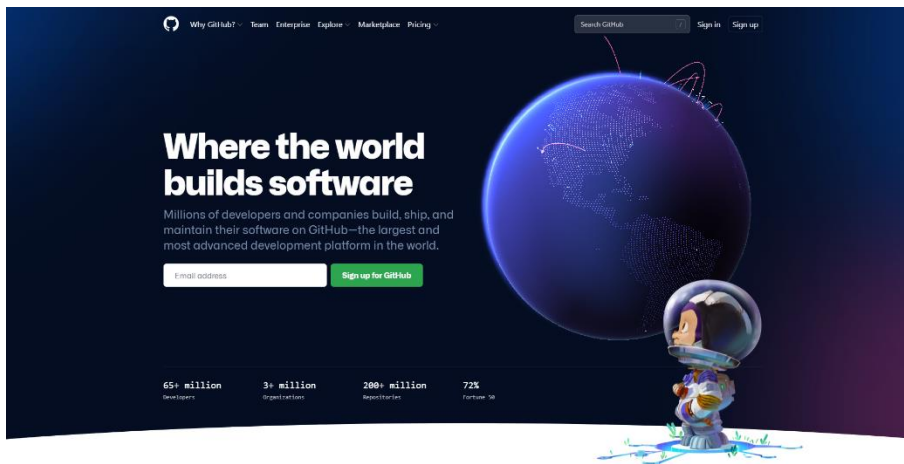 Why GitHub? Team Enterprise Explore Marketplace Pricing
Search GitHub / Sign in Sign up
Where the world
builds software
Millions of developers and companies build, ship, and
maintain their software on GitHub—the largest and
most advanced development platform in the world.
Email address Sign up for GitHub
65+ million 3+ million 200+ million 72%
Developers Organizations Repositories Fortune 50